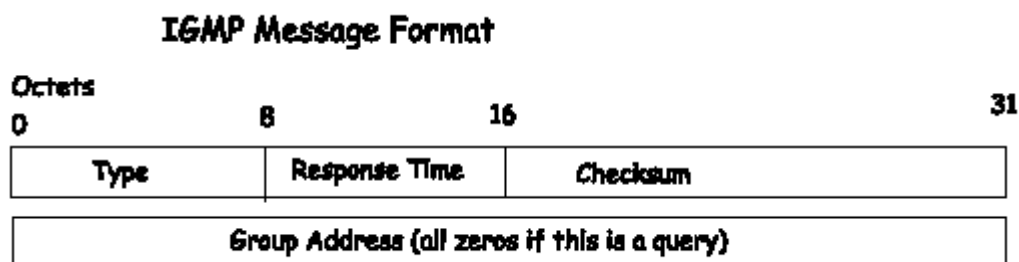 IGMP Message Format
Octets
0 8 16 31
Type Response Time Checksum
Group Address (all zeros if this is a query)